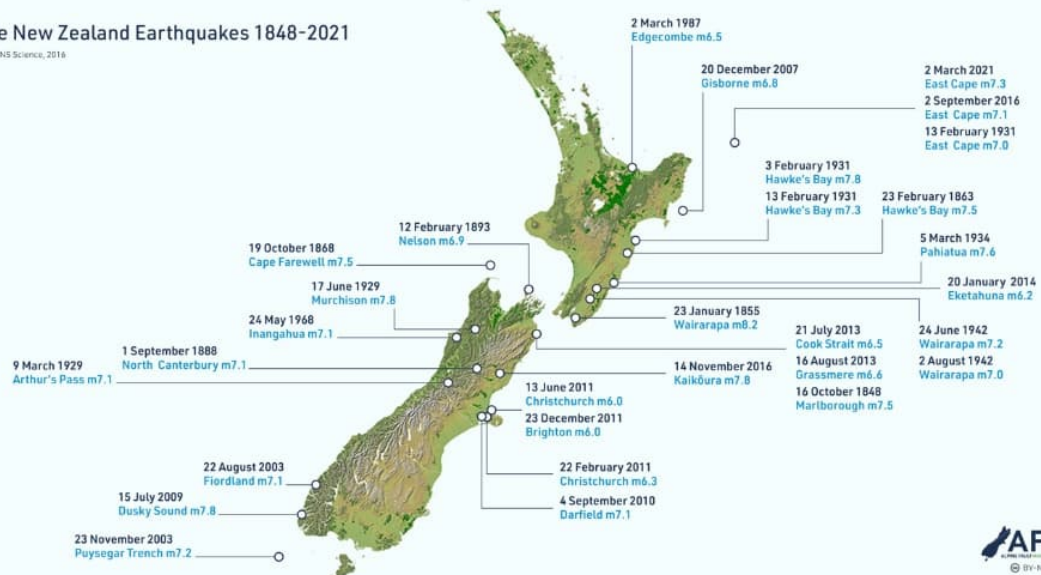 e New Zealand Earthquakes 1848-2021
NS Science, 2016
2 March 1987
Edgecombe m6.5
20 December 2007
Gisborne m6.8
2 March 2021
East Cape m7.3
2 September 2016
East Cape m7.1
13 February 1931
East Cape m7.0
3 February 1931
Hawke's Bay m7.8
13 February 1931
Hawke's Bay m7.3
23 February 1863
Hawke's Bay m7.5
12 February 1893
Nelson m6.9
5 March 1934
Pahiatua m7.6
19 October 1868
Cape Farewell m7.5
20 January 2014
Eketahuna m6.2
17 June 1929
Murchison m7.8
23 January 1855
Wairarapa m8.2
24 May 1968
Inangahua m7.1
21 July 2013
Cook Strait m6.5
16 August 2013
Grassmere m6.6
16 October 1848
Marlborough m7.5
24 June 1942
Wairarapa m7.2
2 August 1942
Wairarapa m7.0
1 September 1888
North Canterbury m7.1
9 March 1929
Arthur's Pass m7.1
14 November 2016
Kaikōura m7.8
13 June 2011
Christchurch m6.0
23 December 2011
Brighton m6.0
22 February 2011
Christchurch m6.3
4 September 2010
Darfield m7.1
22 August 2003
Fiordland m7.1
15 July 2009
Dusky Sound m7.8
23 November 2003
Puysegar Trench m7.2
AF
BY-N